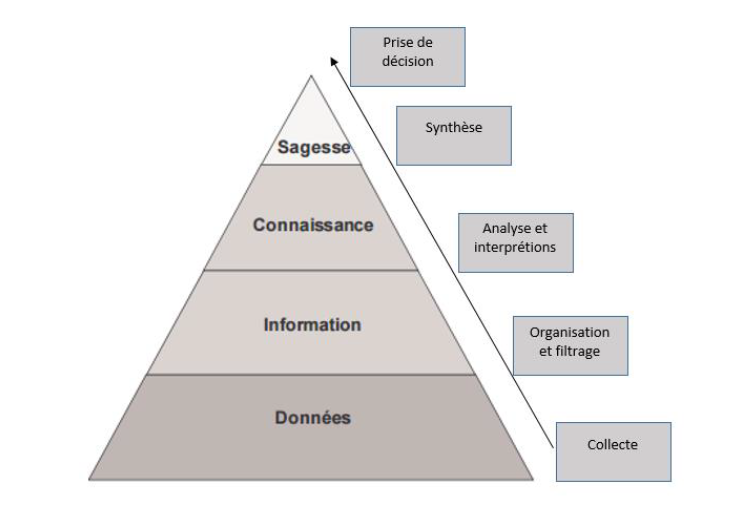 Prise de
décision
Synthèse
Sagesse
Connaissance
Analyse et
interprétions
Information
Organisation
et filtrage
Données
Collecte